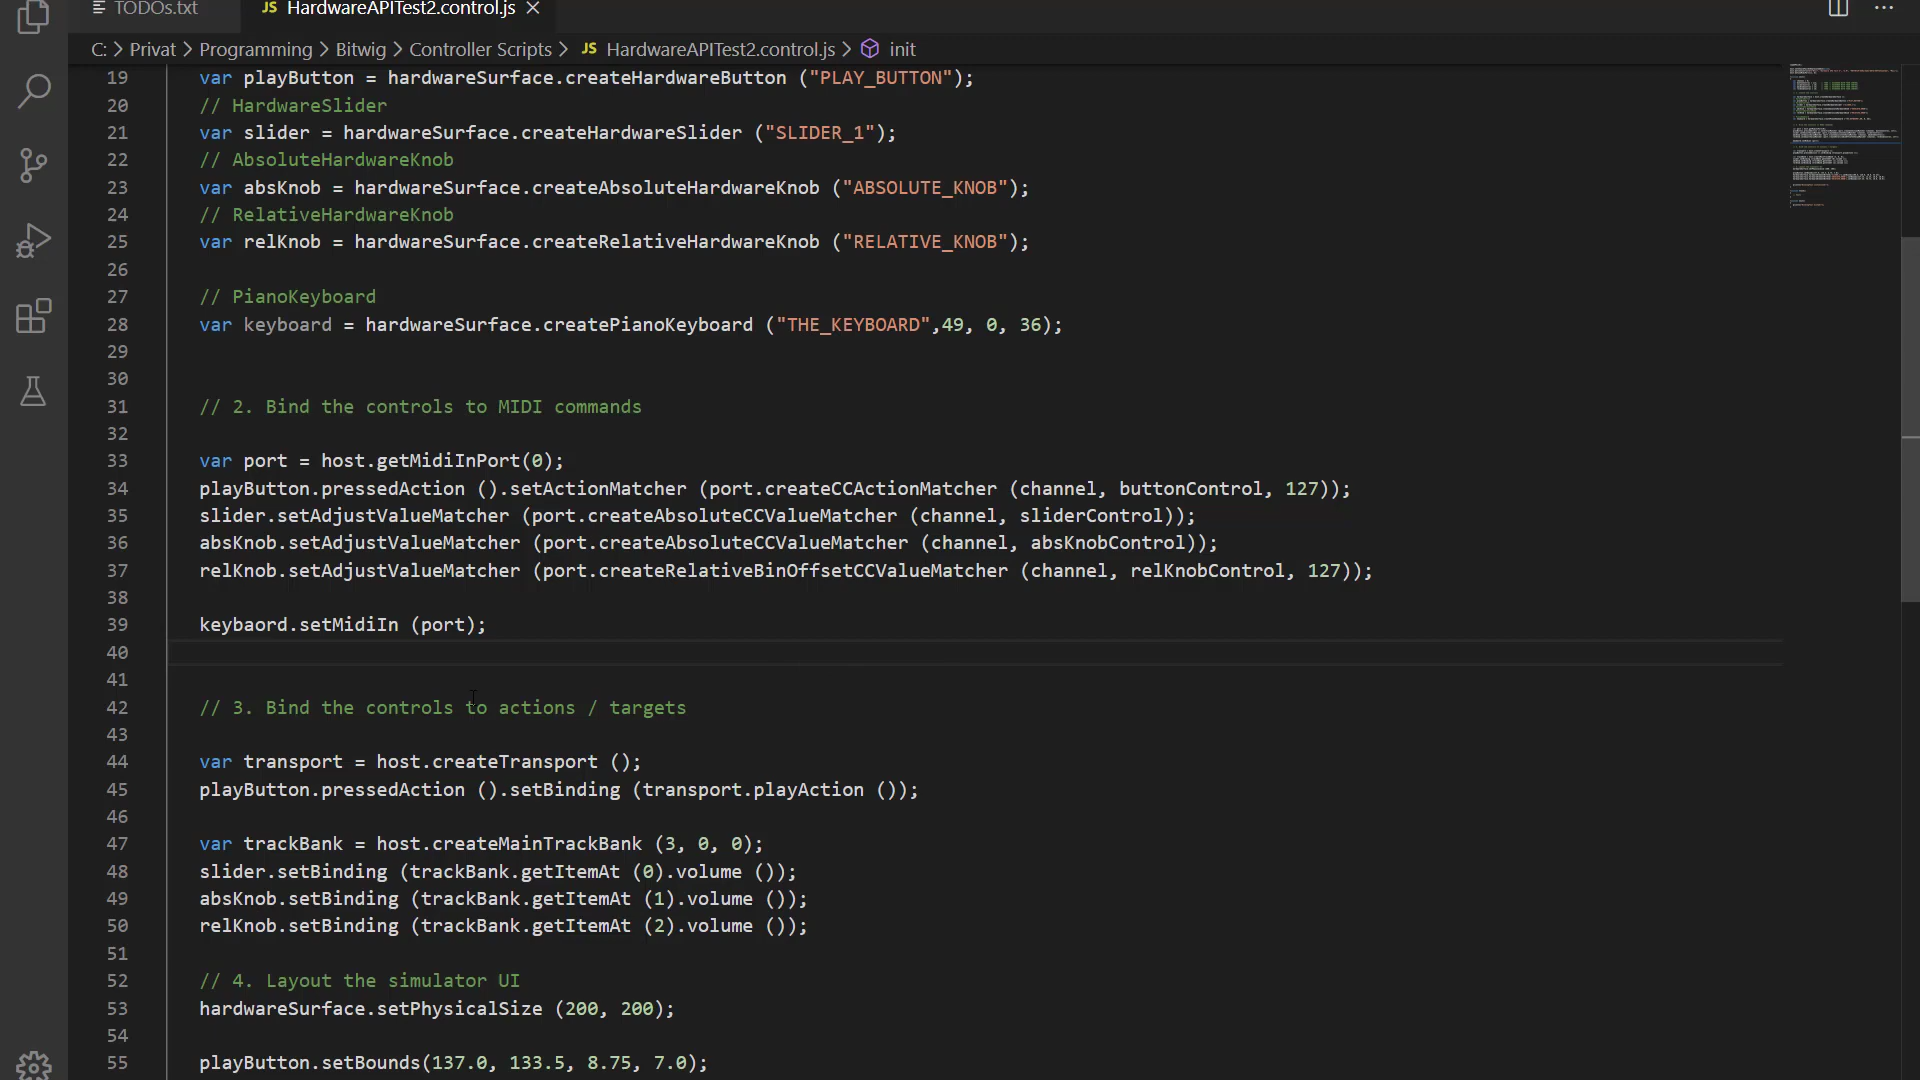 TODOs.txt
JS HardwareAPITest2.control.js
C: > Privat > Programming > Bitwig > Controller Scripts > JS HardwareAPITest2.control.js > init
19 var playButton = hardwareSurface.createHardwareButton ("PLAY_BUTTON");
20 // HardwareSlider
21 var slider = hardwareSurface.createHardwareSlider ("SLIDER_1");
22 // AbsoluteHardwareKnob
23 var absKnob = hardwareSurface.createAbsoluteHardwareKnob ("ABSOLUTE_KNOB");
24 // RelativeHardwareKnob
25 var relKnob = hardwareSurface.createRelativeHardwareKnob ("RELATIVE_KNOB");
26
27 // PianoKeyboard
28 var keyboard = hardwareSurface.createPianoKeyboard ("THE_KEYBOARD",49, 0, 36);
29
30
31 // 2. Bind the controls to MIDI commands
32
33 var port = host.getMidiInPort(0);
34 playButton.pressedAction ().setActionMatcher (port.createCCActionMatcher (channel, buttonControl, 127));
35 slider.setAdjustValueMatcher (port.createAbsoluteCCValueMatcher (channel, sliderControl));
36 absKnob.setAdjustValueMatcher (port.createAbsoluteCCValueMatcher (channel, absKnobControl));
37 relKnob.setAdjustValueMatcher (port.createRelativeBinOffsetCCValueMatcher (channel, relKnobControl, 127));
38
39 keybaord.setMidiIn (port);
40
41
42 // 3. Bind the controls to actions / targets
43
44 var transport = host.createTransport ();
45 playButton.pressedAction ().setBinding (transport.playAction ());
46
47 var trackBank = host.createMainTrackBank (3, 0, 0);
48 slider.setBinding (trackBank.getItemAt (0).volume ());
49 absKnob.setBinding (trackBank.getItemAt (1).volume ());
50 relKnob.setBinding (trackBank.getItemAt (2).volume ());
51
52 // 4. Layout the simulator UI
53 hardwareSurface.setPhysicalSize (200, 200);
54
55 playButton.setBounds(137.0, 133.5, 8.75, 7.0);